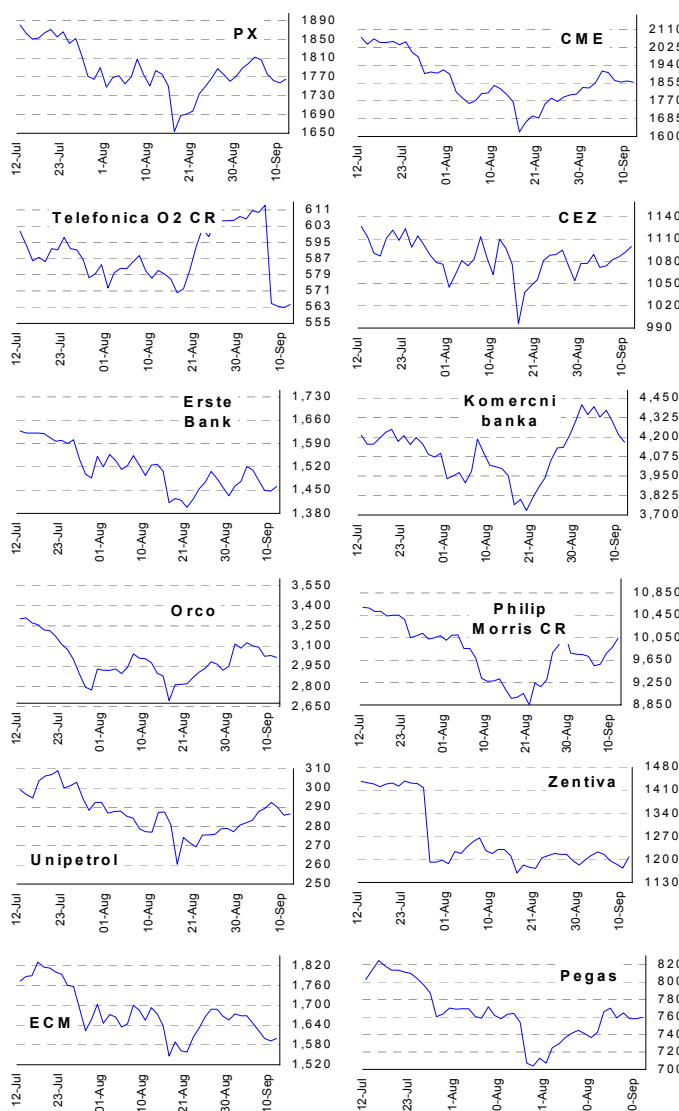 PX
1890
1850
1810
1770
1730
1690
1650
12-Jul
23-Jul
01-Aug
10-Aug
21-Aug
30-Aug
10-Sep
CME
2110
2025
1940
1855
1770
1685
1600
12-Jul
23-Jul
01-Aug
10-Aug
21-Aug
30-Aug
10-Sep
Telefonica O2 CR
611
603
595
587
579
571
563
555
12-Jul
23-Jul
01-Aug
10-Aug
21-Aug
30-Aug
10-Sep
CEZ
1140
1110
1080
1050
1020
990
12-Jul
23-Jul
01-Aug
10-Aug
21-Aug
30-Aug
10-Sep
Erste
Bank
1,730
1,660
1,590
1,520
1,450
1,380
12-Jul
23-Jul
01-Aug
10-Aug
21-Aug
30-Aug
10-Sep
Komercni
banka
4,450
4,325
4,200
4,075
3,950
3,825
3,700
12-Jul
23-Jul
01-Aug
10-Aug
21-Aug
30-Aug
10-Sep
Orco
3,550
3,400
3,250
3,100
2,950
2,800
2,650
12-Jul
23-Jul
01-Aug
10-Aug
21-Aug
30-Aug
10-Sep
Philip
Morris CR
10,850
10,450
10,050
9,650
9,250
8,850
12-Jul
23-Jul
01-Aug
10-Aug
21-Aug
30-Aug
10-Sep
Unipetrol
310
290
280
260
250
12-Jul
23-Jul
01-Aug
10-Aug
21-Aug
30-Aug
10-Sep
Zentiva
1480
1410
1340
1270
1200
1130
12-Jul
23-Jul
01-Aug
10-Aug
21-Aug
30-Aug
10-Sep
ECM
1,820
1,760
1,700
1,640
1,580
1,520
12-Jul
23-Jul
01-Aug
10-Aug
21-Aug
30-Aug
10-Sep
Pegas
820
800
780
760
740
720
700
12-Jul
23-Jul
1-Aug
0-Aug
1-Aug
0-Aug
0-Sep